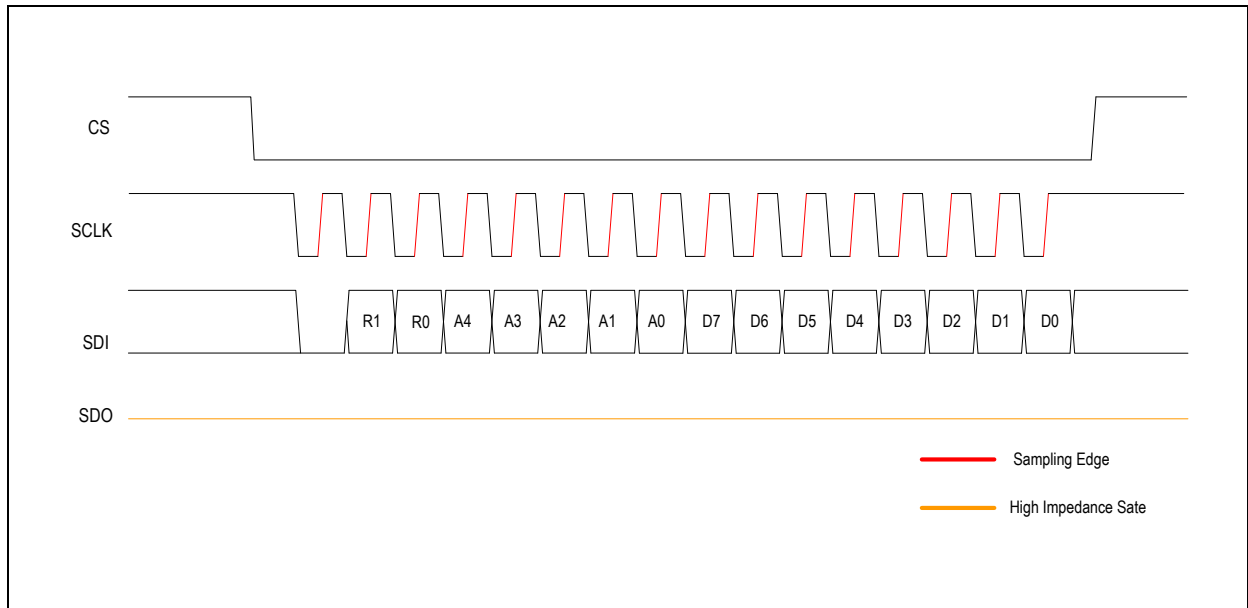 CS
SCLK
SDI
R1 R0 A4 A3 A2 A1 A0 D7 D6 D5 D4 D3 D2 D1 D0
SDO
Sampling Edge
High Impedance Sate